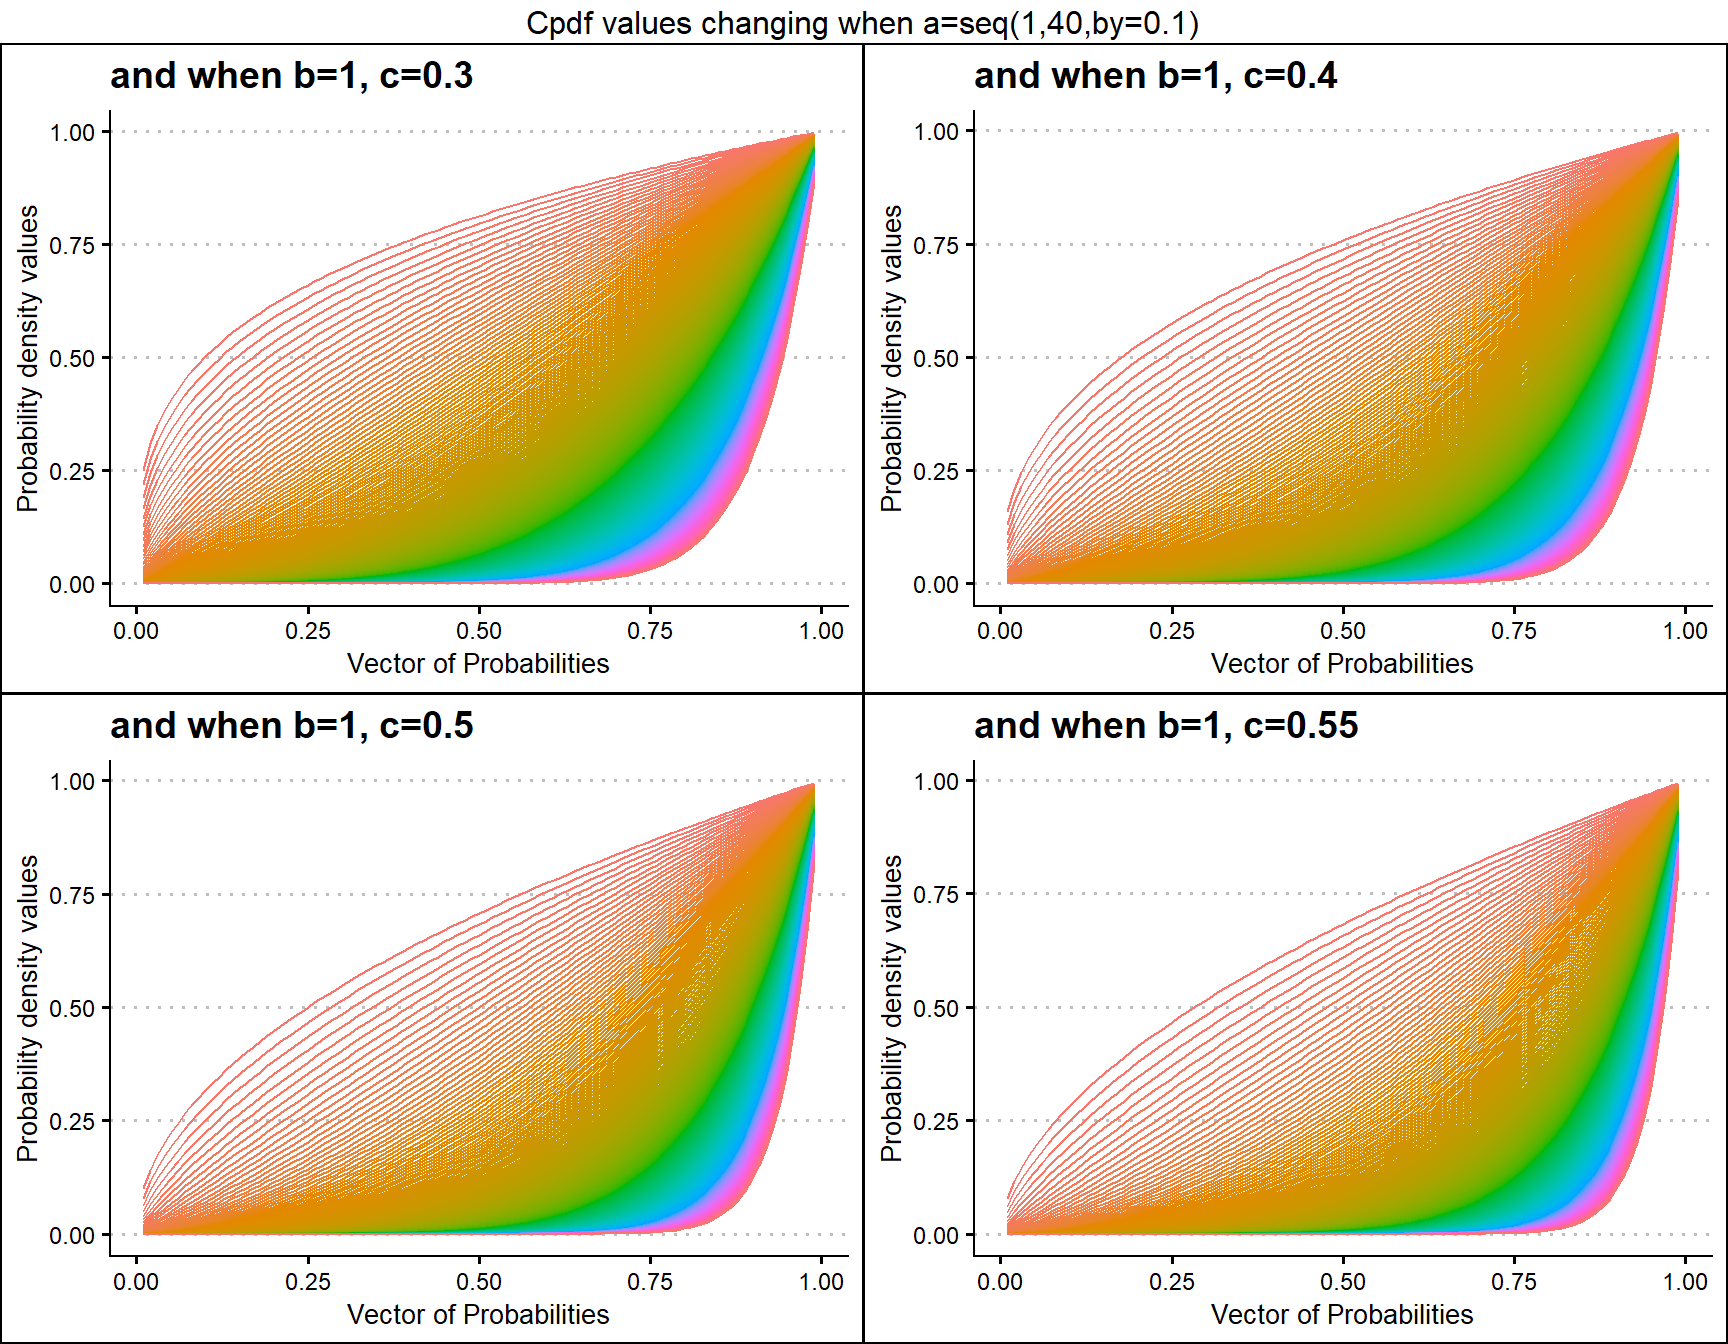 Cpdf values changing when a=seq(1,40,by=0.1)
and when b=1, c=0.3
Probability density values
1.00
0.75
0.50
0.25
0.00
0.00 0.25 0.50 0.75 1.00
Vector of Probabilities
and when b=1, c=0.4
Probability density values
1.00
0.75
0.50
0.25
0.00
0.00 0.25 0.50 0.75 1.00
Vector of Probabilities
and when b=1, c=0.5
Probability density values
1.00
0.75
0.50
0.25
0.00
0.00 0.25 0.50 0.75 1.00
Vector of Probabilities
and when b=1, c=0.55
Probability density values
1.00
0.75
0.50
0.25
0.00
0.00 0.25 0.50 0.75 1.00
Vector of Probabilities